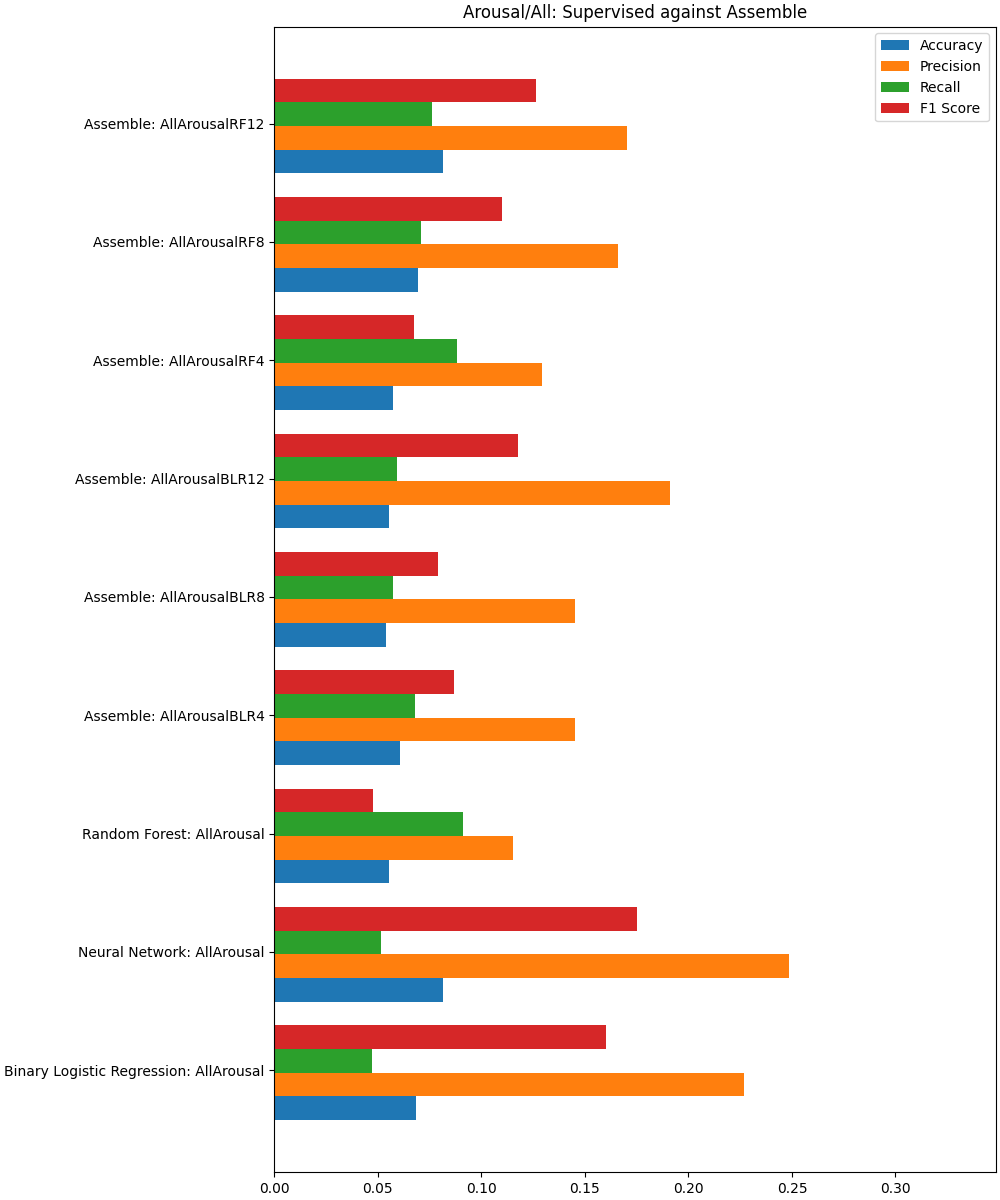 Arousal/All: Supervised against Assemble
Accuracy
Precision
Recall
F1 Score
Assemble: AllArousalRF12
Assemble: AllArousalRF8
Assemble: AllArousalRF4
Assemble: AllArousalBLR12
Assemble: AllArousalBLR8
Assemble: AllArousalBLR4
Random Forest: AllArousal
Neural Network: AllArousal
Binary Logistic Regression: AllArousal
0.00 0.05 0.10 0.15 0.20 0.25 0.30